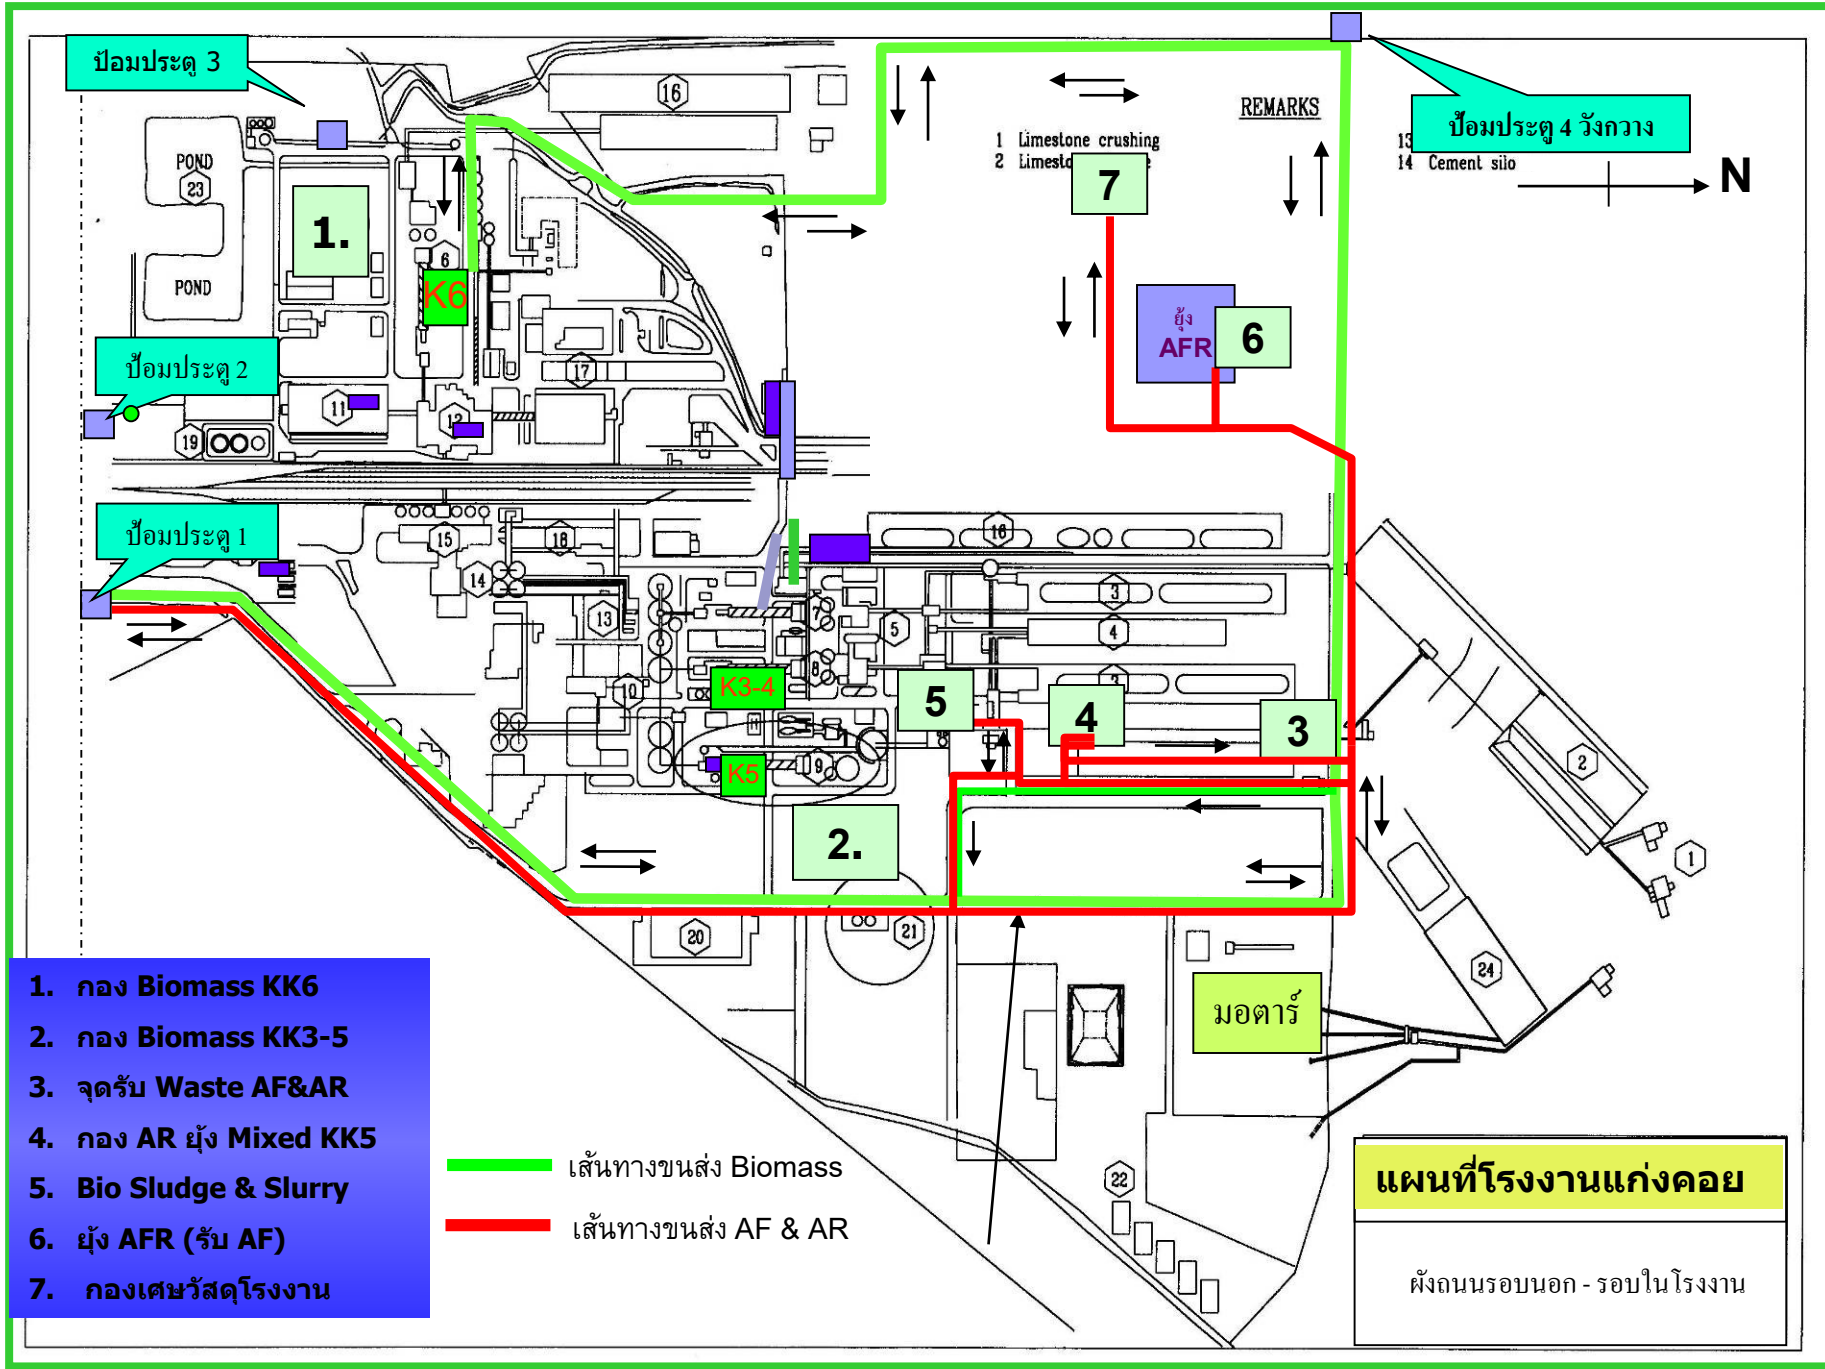 ป้อมประตู 3
16
REMARKS
1 Limestone crushing
2 Limesto
13
14 Cement silo
ป้อมประตู 4 วังกวาง
N
POND
23
POND
1.
6
K6
7
ยุ้ง
AFR
6
ป้อมประตู 2
17
11
12
19
ป้อมประตู 1
15
18
14
13
16
3
4
7
5
8
3
10
K3-4
5
4
3
K5
9
2
1
2.
20
21
24
มอตาร์
22
1. กอง Biomass KK6
2. กอง Biomass KK3-5
3. จุดรับ Waste AF&AR
4. กอง AR ยุ้ง Mixed KK5
5. Bio Sludge & Slurry
6. ยุ้ง AFR (รับ AF)
7. กองเศษวัสดุโรงงาน
เส้นทางขนส่ง Biomass
เส้นทางขนส่ง AF & AR
แผนที่โรงงานแก่งคอย
ผังถนนรอบนอก - รอบในโรงงาน